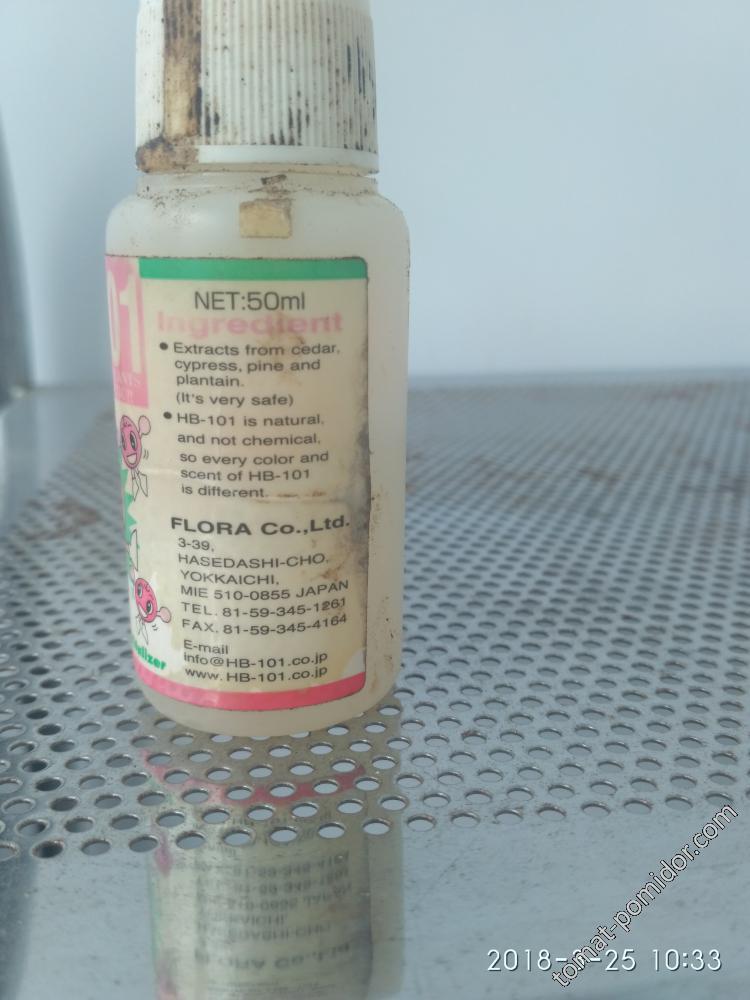 01
NET:50ml
Ingredient
● Extracts from cedar,
cypress, pine and
plantain.
(It's very safe)
● HB-101 is natural,
and not chemical,
so every color and
scent of HB-101
is different.
FLORA Co.,Ltd.
3-39,
HASEDASHI-CHO,
YOKKAICHI,
MIE 510-0855 JAPAN
TEL. 81-59-345-1261
FAX. 81-59-345-4164
E-mail
info@HB-101.co.jp
www.HB-101.co.jp
tomat-pomidor.com
10:33